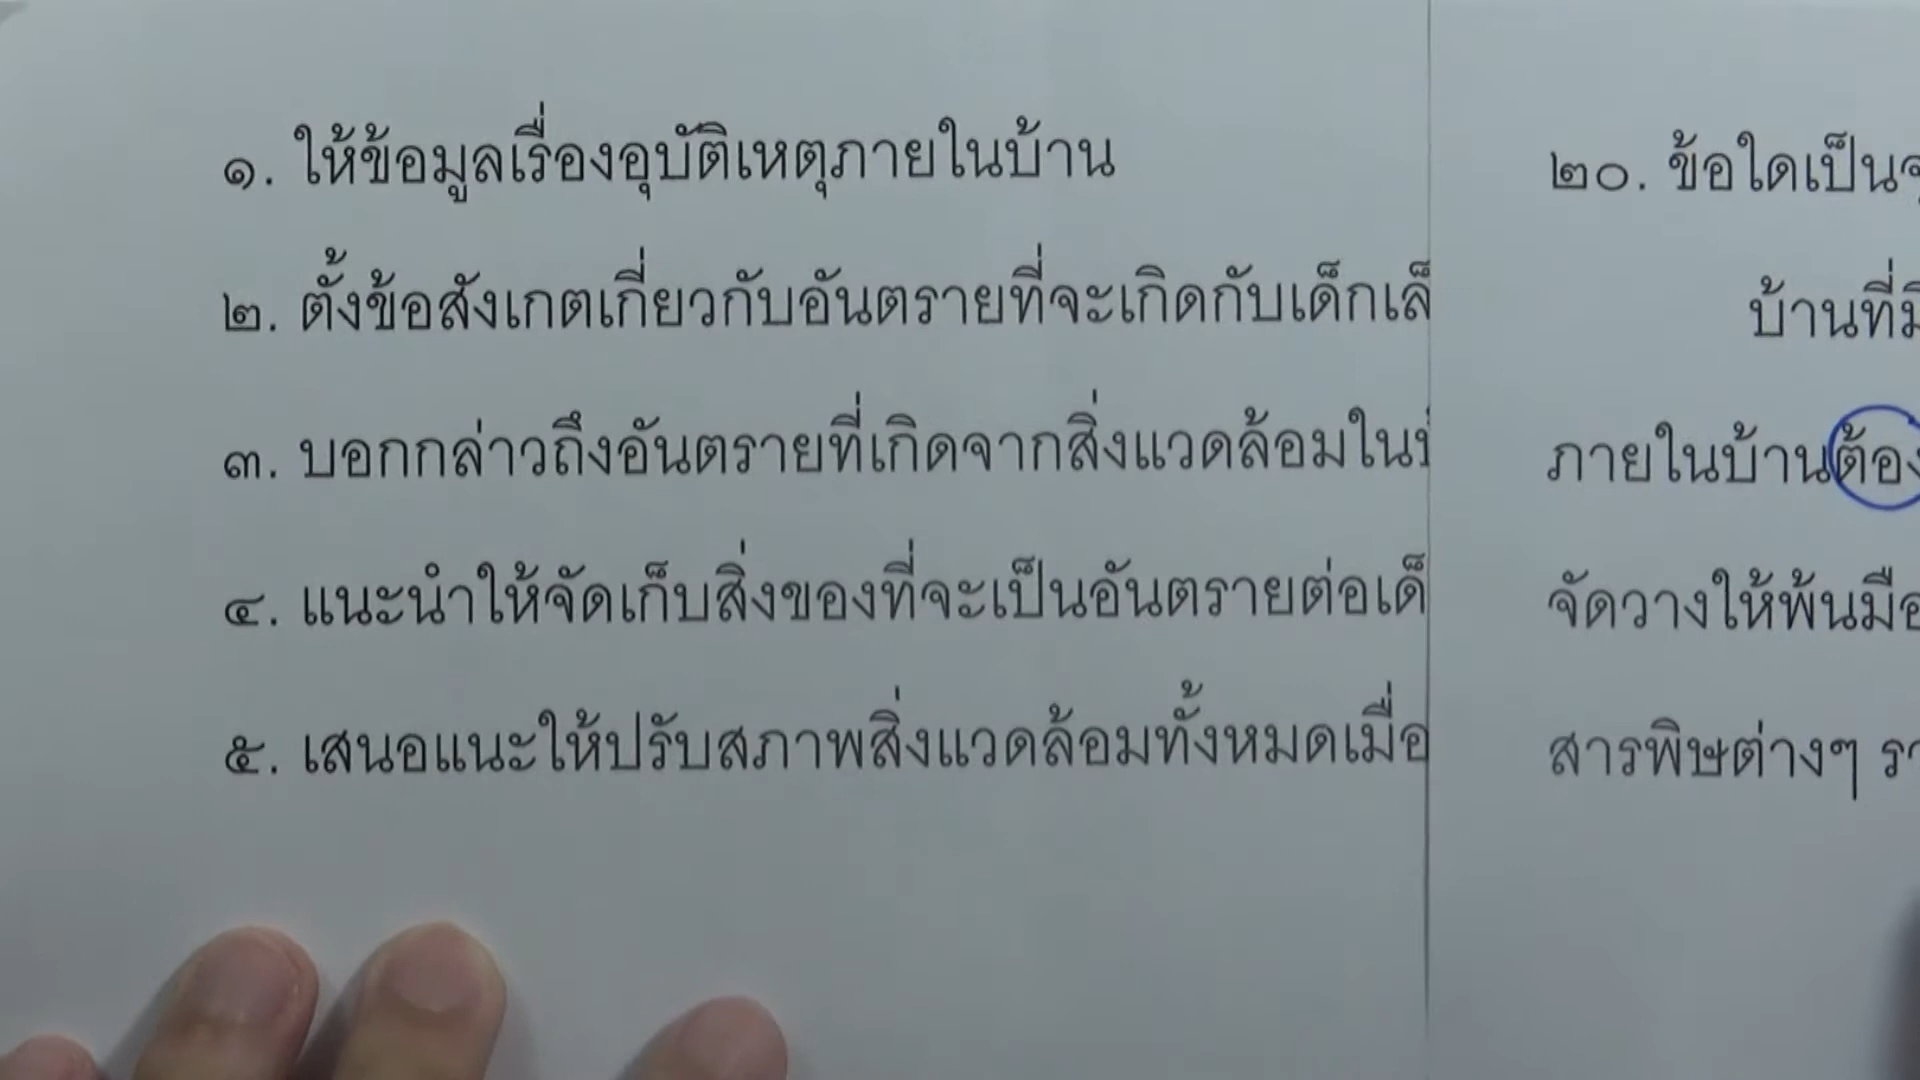 ๑. ให้ข้อมูลเรื่องอุบัติเหตุภายในบ้าน
๒. ตั้งข้อสังเกตเกี่ยวกับอันตรายที่จะเกิดกับเด็กเล็
๓. บอกกล่าวถึงอันตรายที่เกิดจากสิ่งแวดล้อมใน
๔. แนะนำให้จัดเก็บสิ่งของที่จะเป็นอันตรายต่อเด็
๕. เสนอแนะให้ปรับสภาพสิ่งแวดล้อมทั้งหมดเมื่อ
๒๐. ข้อใดเป็น
บ้านที่
ภายในบ้านต้อง
จัดวางให้พ้นมือ
สารพิษต่างๆ